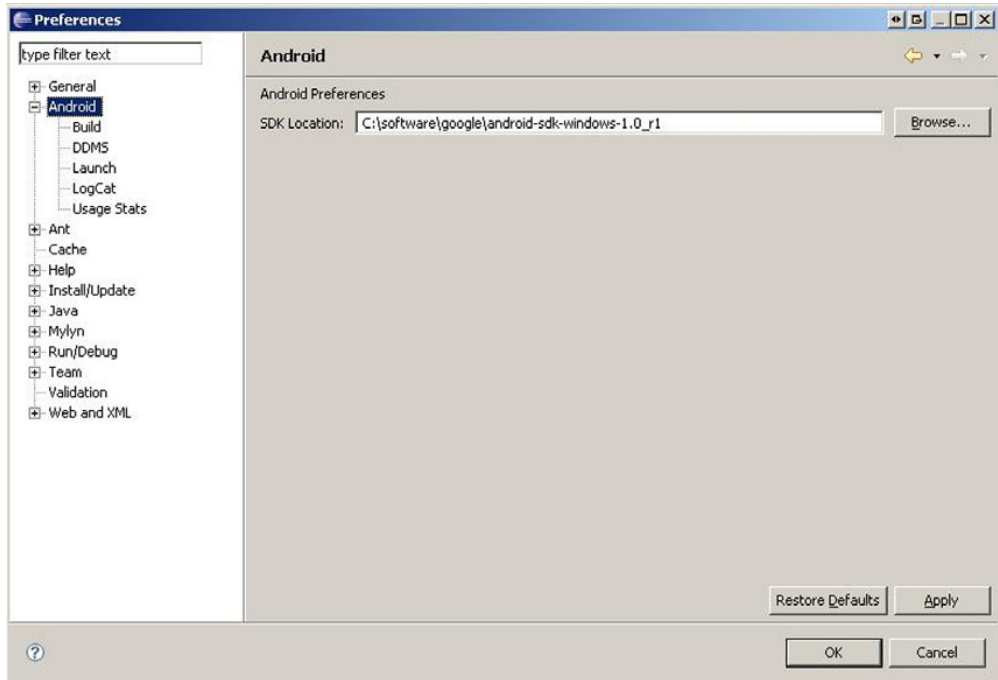 Preferences
type filter text
General
Android
Build
DDMS
Launch
LogCat
Usage Stats
Ant
Cache
Help
Install/Update
Java
Mylyn
Run/Debug
Team
Validation
Web and XML
Android
Android Preferences
SDK Location: C:\software\google\android-sdk-windows-1.0_r1 Browse...
Restore Defaults Apply
? OK Cancel